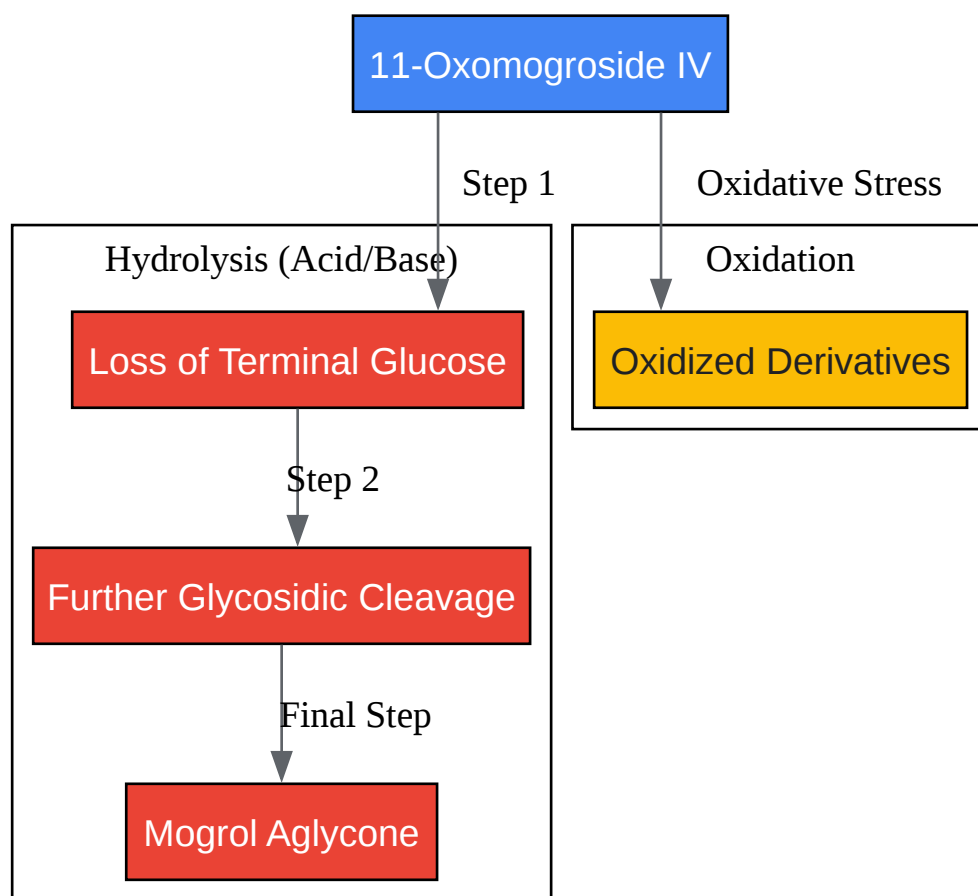 11-Oxomogroside IV
Step 1
Oxidative Stress
Hydrolysis (Acid/Base)
Oxidation
Loss of Terminal Glucose
Oxidized Derivatives
Step 2
Further Glycosidic Cleavage
Final Step
Mogrol Aglycone